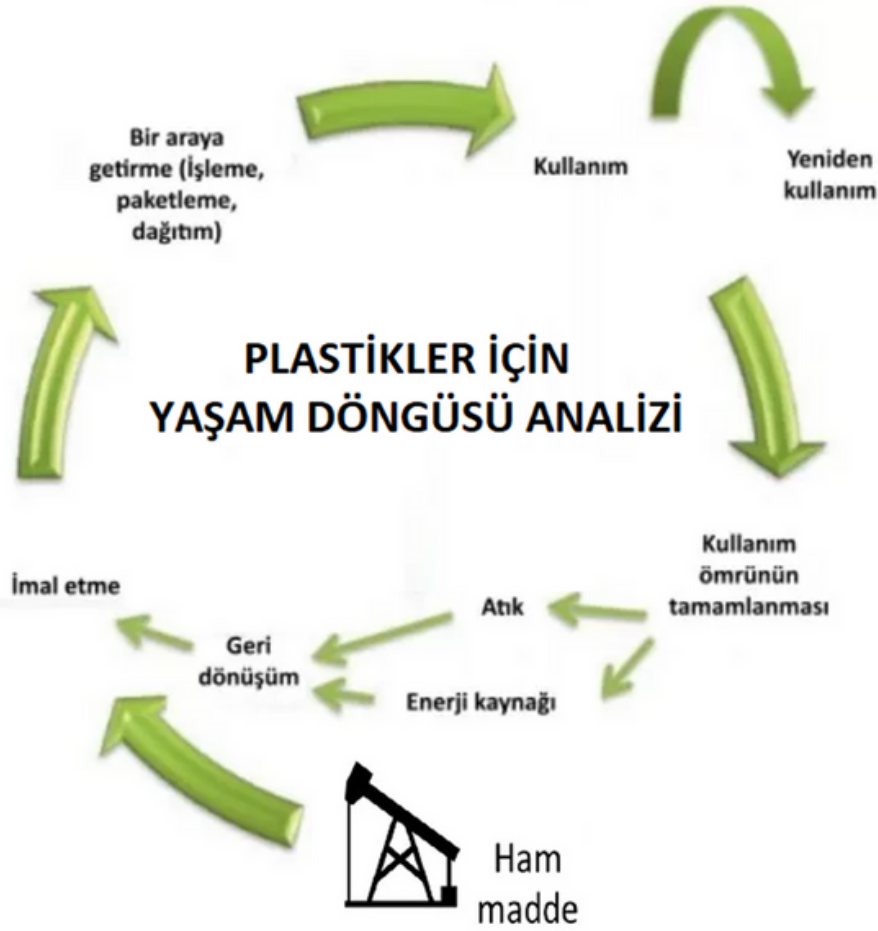 Bir araya
getirme (İşleme,
paketleme,
dağıtım)
Kullanım
Yeniden
kullanım
PLASTİKLER İÇİN
YAŞAM DÖNGÜSÜ ANALİZİ
Kullanım
ömrünün
tamamlanması
İmal etme
Atık
Geri
dönüşüm
Enerji kaynağı
Ham
madde